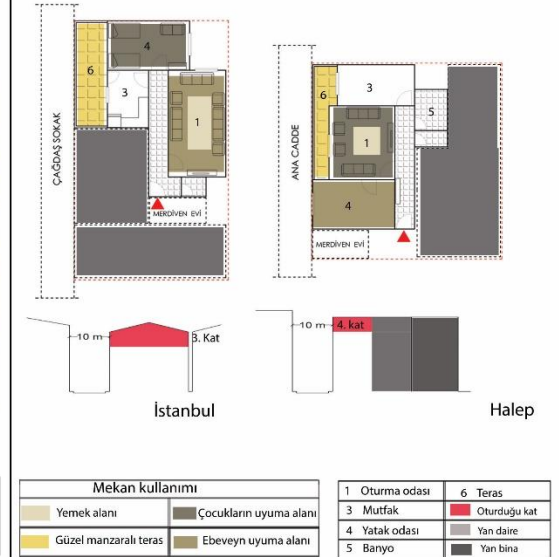 ÇAĞDAŞ SOKAK
6
4
3
1
MERDİVEN EVİ
ANA CADDE
6
3
5
1
4
MERDİVEN EVİ
10 m
3. Kat
İstanbul
10 m
4. kat
Halep
Mekan kullanımı
Yemek alanı
Çocukların uyuma alanı
Güzel manzaralı teras
Ebeveyn uyuma alanı
1 Oturma odası
6 Teras
3 Mutfak
Oturduğu kat
4 Yatak odası
Yan daire
5 Banyo
Yan bina